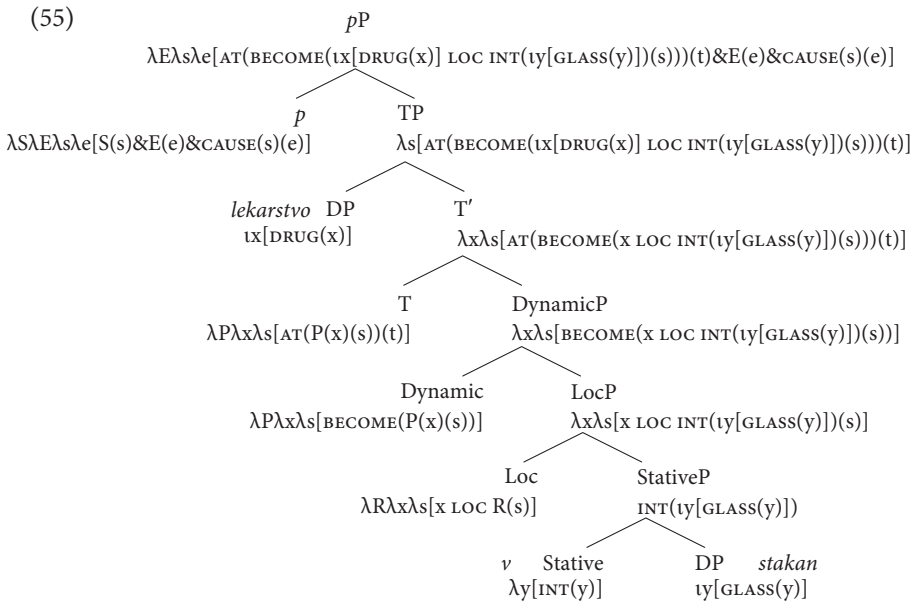 (55)
pP
λEλsλe[AT(BECOME(ιx[DRUG(x)] LOC INT(ιy[GLASS(y)])(s)))(t)&E(e)&CAUSE(s)(e)]
p TP
λSλEλsλe[S(s)&E(e)&CAUSE(s)(e)] λs[AT(BECOME(ιx[DRUG(x)] LOC INT(ιy[GLASS(y)])(s)))(t)]
lekarstvo DP T′
ιx[DRUG(x)] λxλs[AT(BECOME(x LOC INT(ιy[GLASS(y)])(s)))(t)]
T DynamicP
λPλxλs[AT(P(x)(s))(t)] λxλs[BECOME(x LOC INT(ιy[GLASS(y)])(s))]
Dynamic LocP
λPλxλs[BECOME(P(x)(s))] λxλs[x LOC INT(ιy[GLASS(y)])(s)]
Loc StativeP
λRλxλs[x LOC R(s)] INT(ιy[GLASS(y)])
v Stative DP stakan
λy[INT(y)] ιy[GLASS(y)]